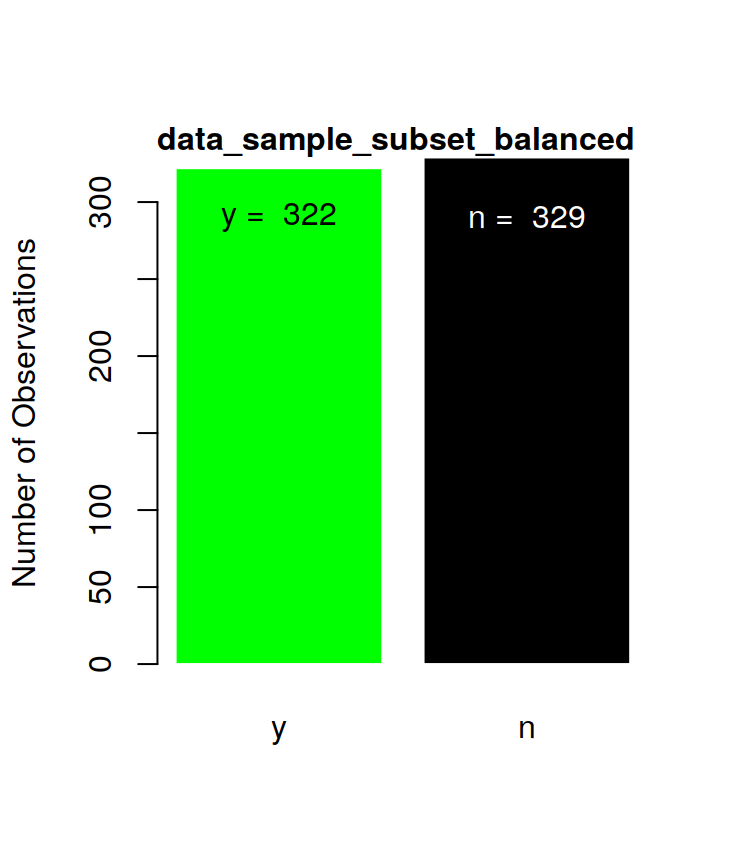 data_sample_subset_balanced
y =  322
n =  329
Number of Observations
300
200
100
50
0
y
n